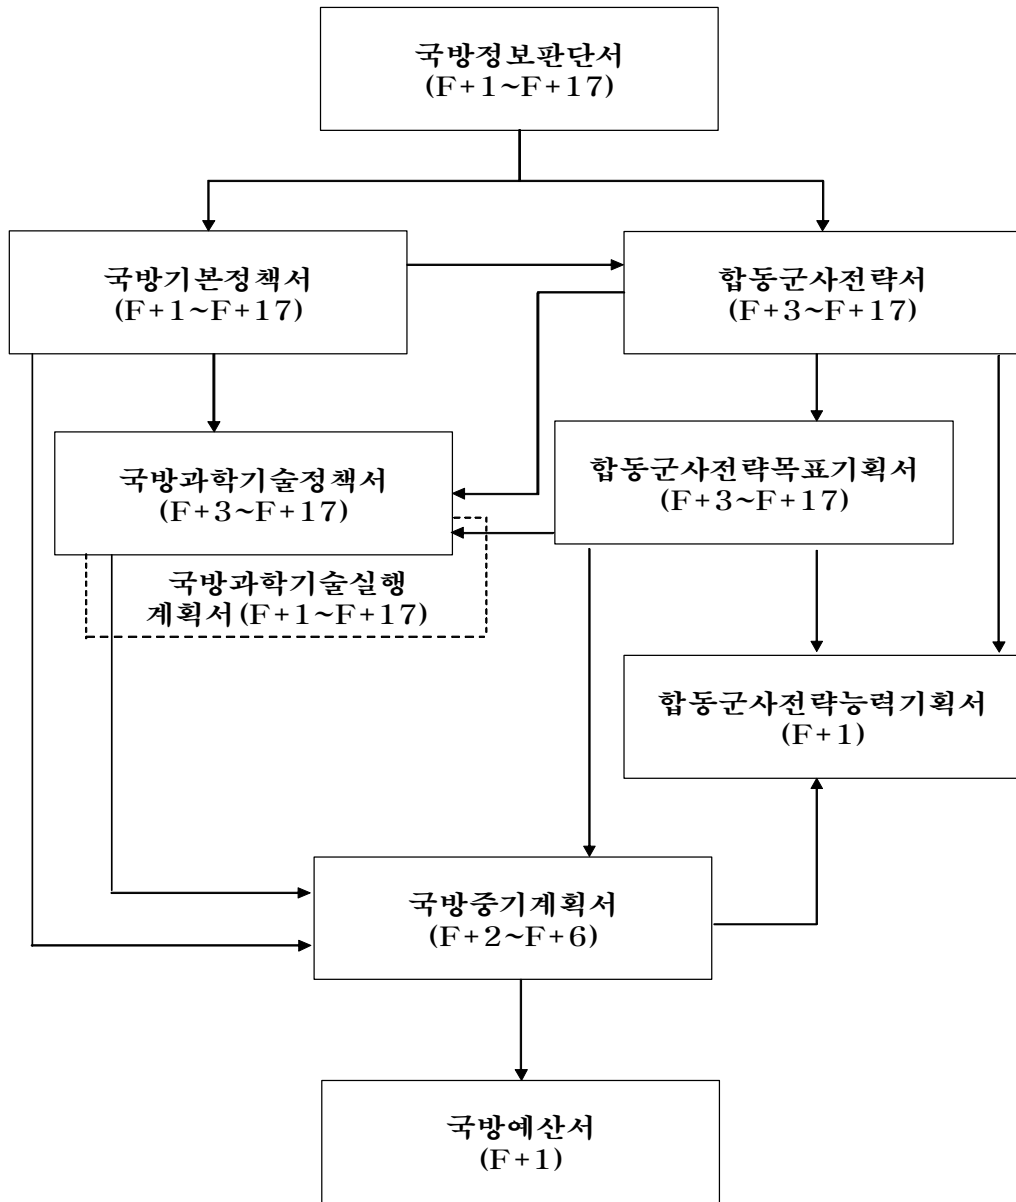 국방정보판단서
(F+1~F+17)
국방기본정책서
(F+1~F+17)
합동군사전략서
(F+3~F+17)
국방과학기술정책서
(F+3~F+17)
합동군사전략목표기획서
(F+3~F+17)
국방과학기술실행
계획서(F+1~F+17)
합동군사전략능력기획서
(F+1)
국방중기계획서
(F+2~F+6)
국방예산서
(F+1)